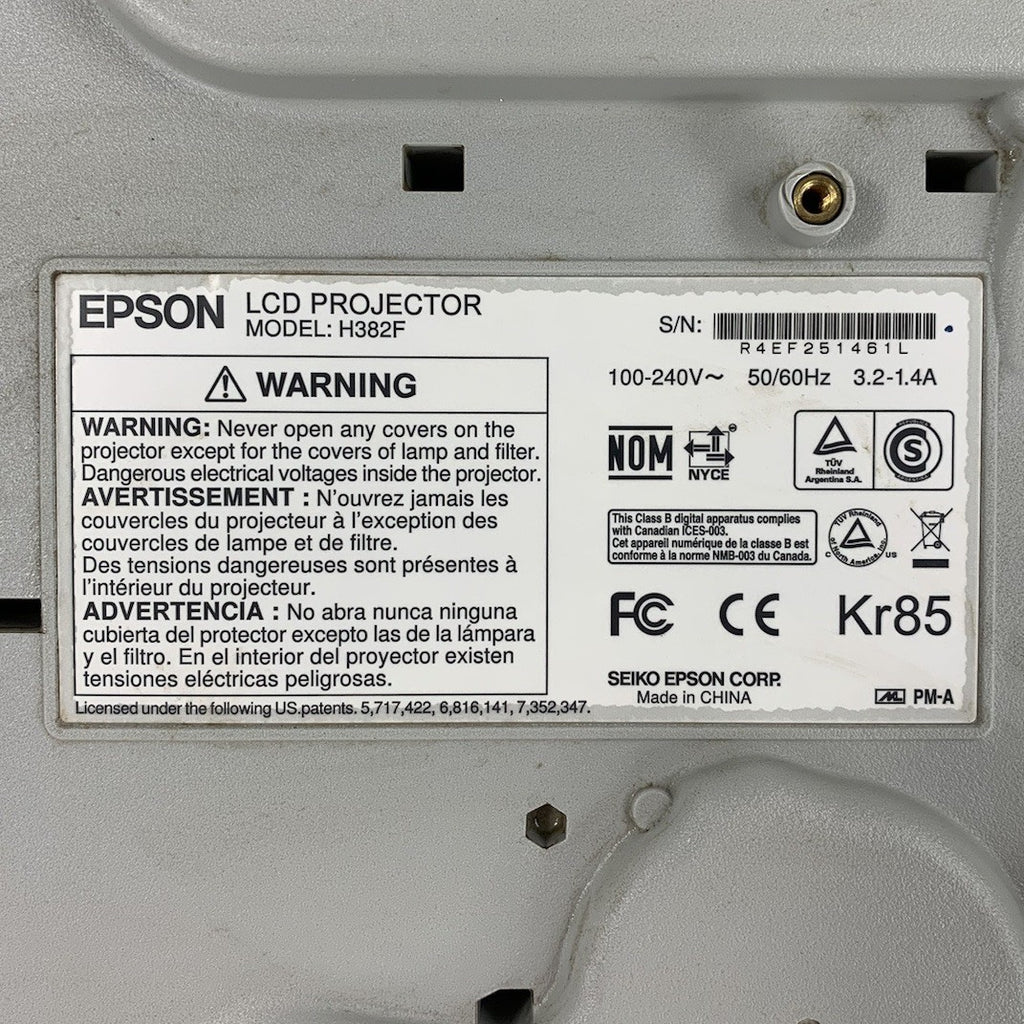 EPSON LCD PROJECTOR
MODEL: H382F
S/N:
R4EF251461L
100-240V~ 50/60Hz 3.2-1.4A
WARNING
WARNING: Never open any covers on the
projector except for the covers of lamp and filter.
Dangerous electrical voltages inside the projector.
AVERTISSEMENT : N'ouvrez jamais les
couvercles du projecteur à l'exception des
couvercles de lampe et de filtre.
Des tensions dangereuses sont présentes à
l'intérieur du projecteur.
ADVERTENCIA : No abra nunca ninguna
cubierta del protector excepto las de la lámpara
y el filtro. En el interior del proyector existen
tensiones eléctricas peligrosas.
Licensed under the following US.patents. 5,717,422, 6,816,141, 7,352,347.
NOM
NYCE
TÜV
Rheinland
Argentina S.A.
S
This Class B digital apparatus complies
with Canadian ICES-003.
Cet appareil numérique de la classe B est
conforme à la norme NMB-003 du Canada.
TÜV Rheinland
of North America, Inc.
C US
FC CE Kr85
SEIKO EPSON CORP.
Made in CHINA
PM-A